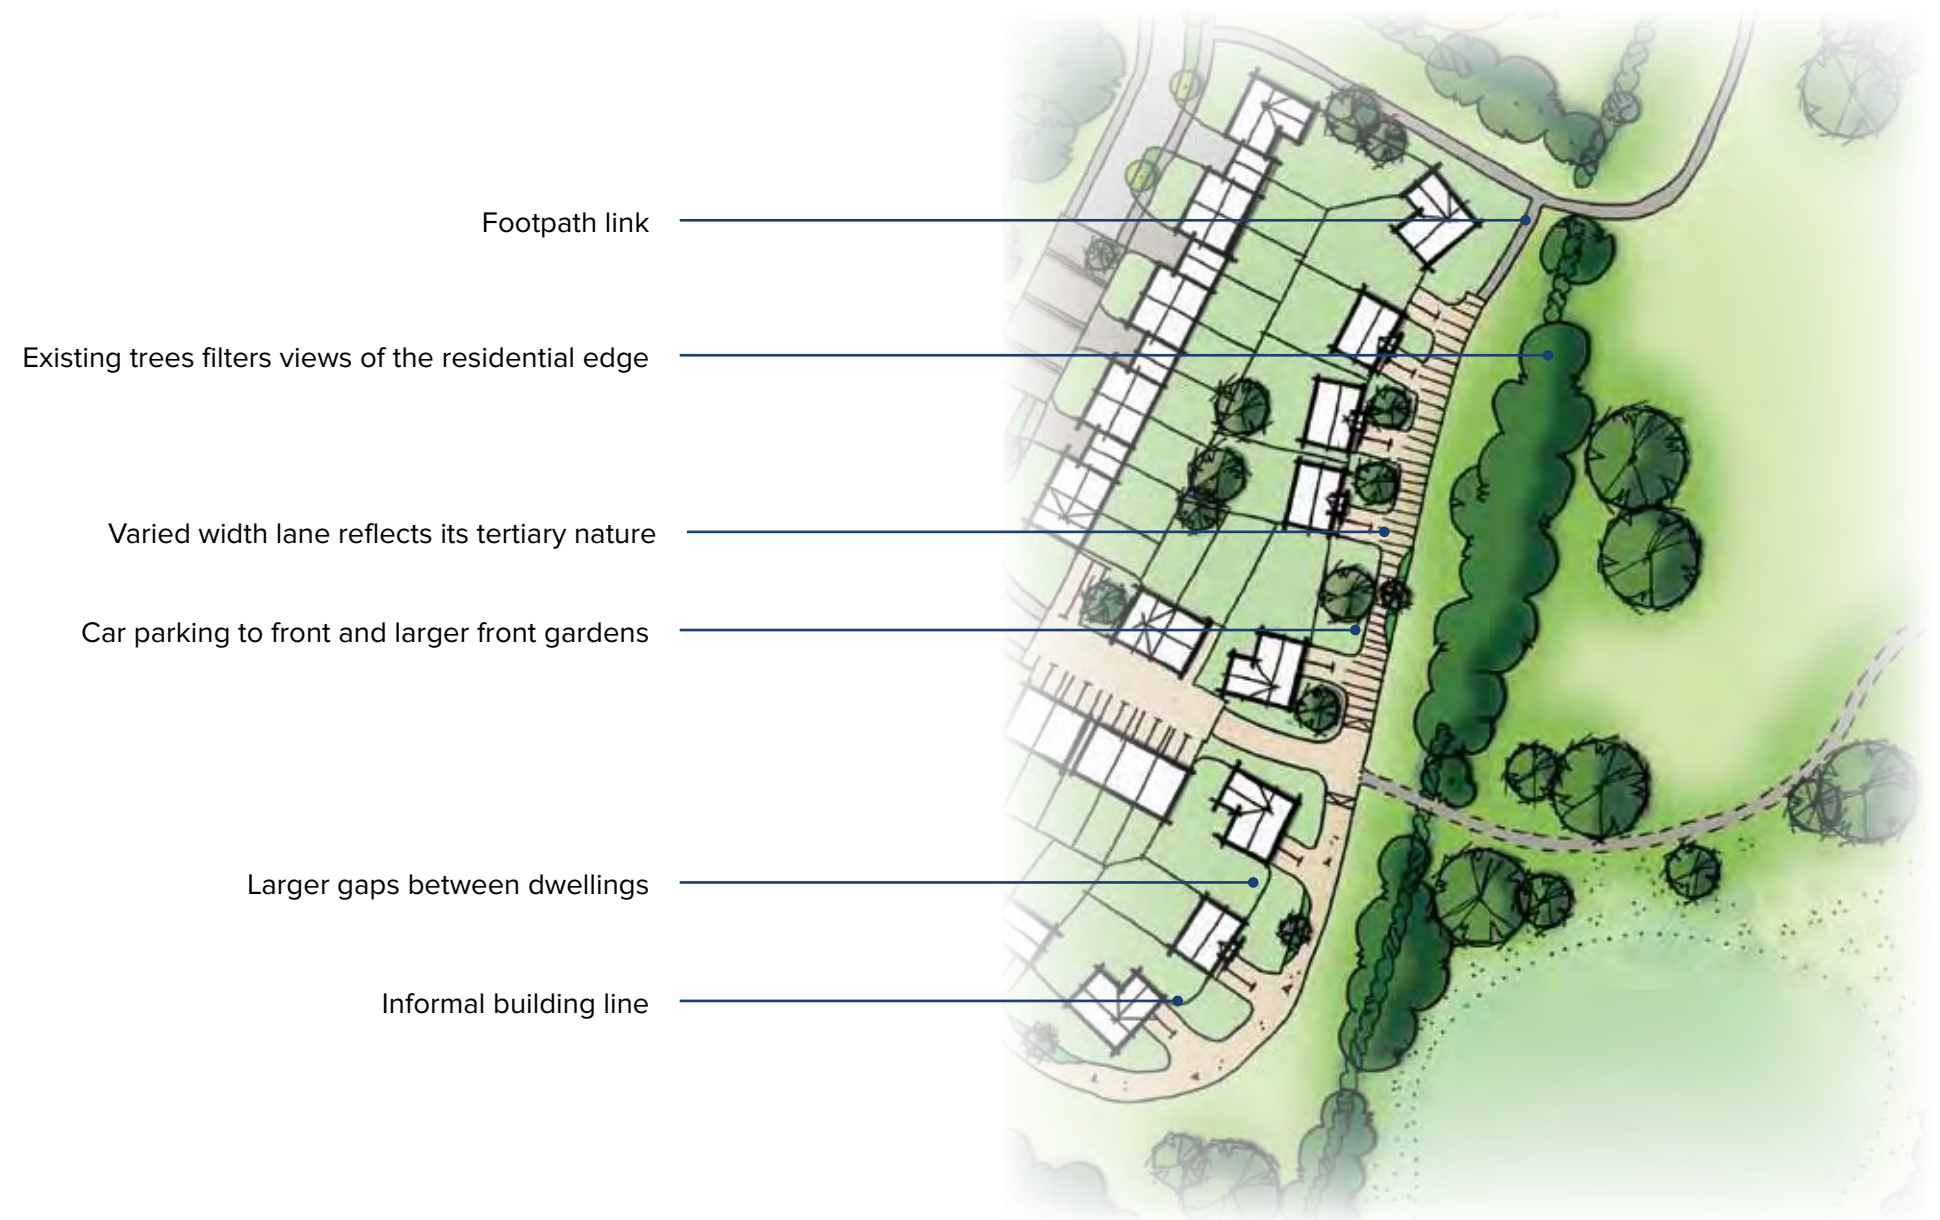 Footpath link
Existing trees filters views of the residential edge
Varied width lane reflects its tertiary nature
Car parking to front and larger front gardens
Larger gaps between dwellings
Informal building line